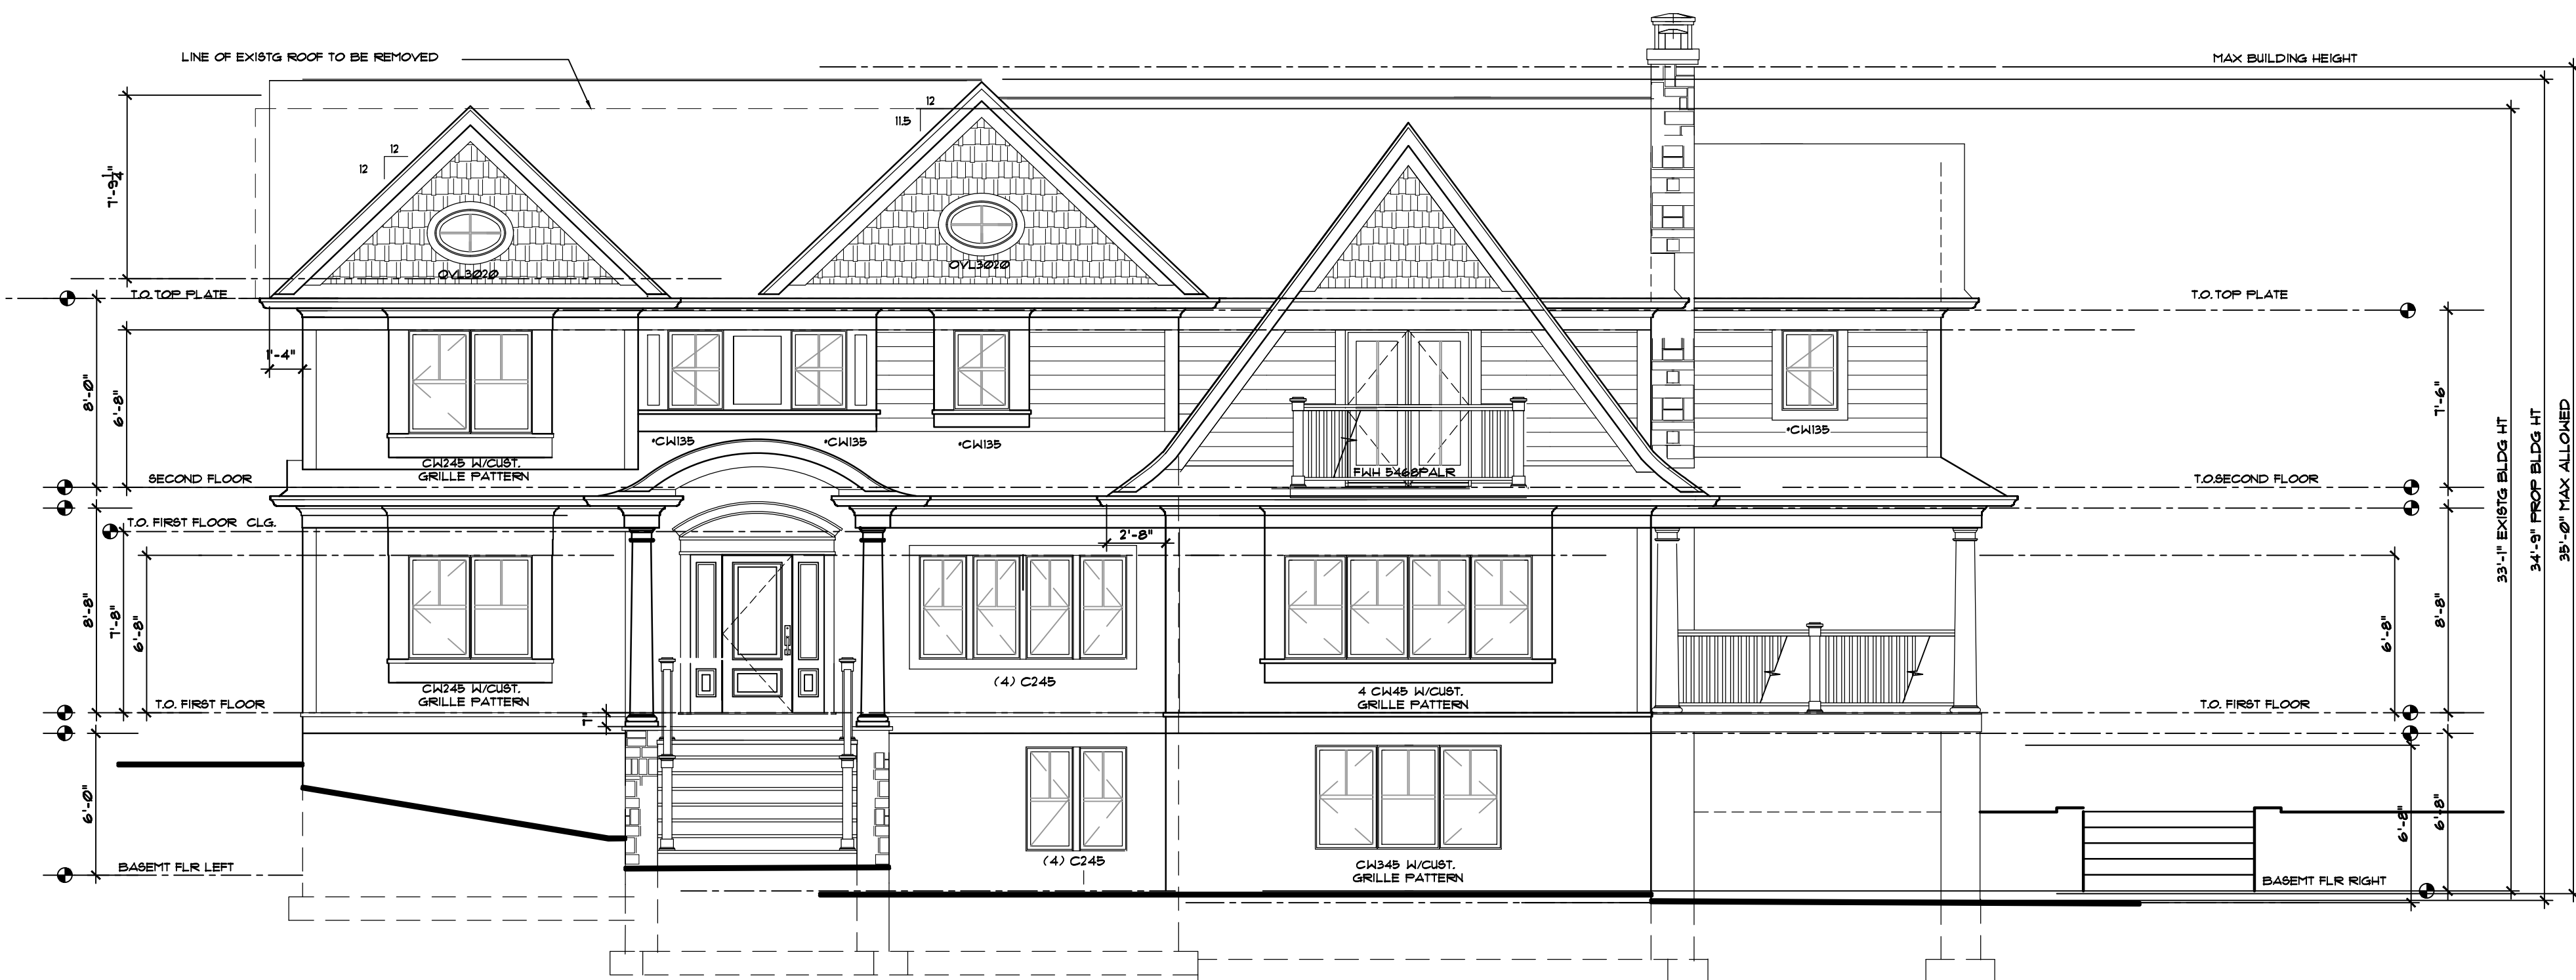 LINE OF EXISTG ROOF TO BE REMOVED
MAX BUILDING HEIGHT
12
11.5
12
12
7'-9 1/4"
OVL3020
OVL3020
T.O. TOP PLATE
T.O. TOP PLATE
1'-4"
8'-0"
6'-8"
7'-6"
*CW135
*CW135
*CW135
*CW135
CW245 W/CUST.
GRILLE PATTERN
FWH 5468PALR
SECOND FLOOR
T.O.SECOND FLOOR
33'-1" EXISTG BLDG HT
34'-9" PROP BLDG HT
35'-0" MAX ALLOWED
T.O. FIRST FLOOR CLG.
2'-8"
8'-8"
7'-8"
6'-8"
6'-8"
8'-8"
(4) C245
CW245 W/CUST.
GRILLE PATTERN
4 CW45 W/CUST.
GRILLE PATTERN
T.O. FIRST FLOOR
7"
T.O. FIRST FLOOR
6'-0"
6'-8"
6'-8"
BASEMT FLR LEFT
(4) C245
CW345 W/CUST.
GRILLE PATTERN
BASEMT FLR RIGHT